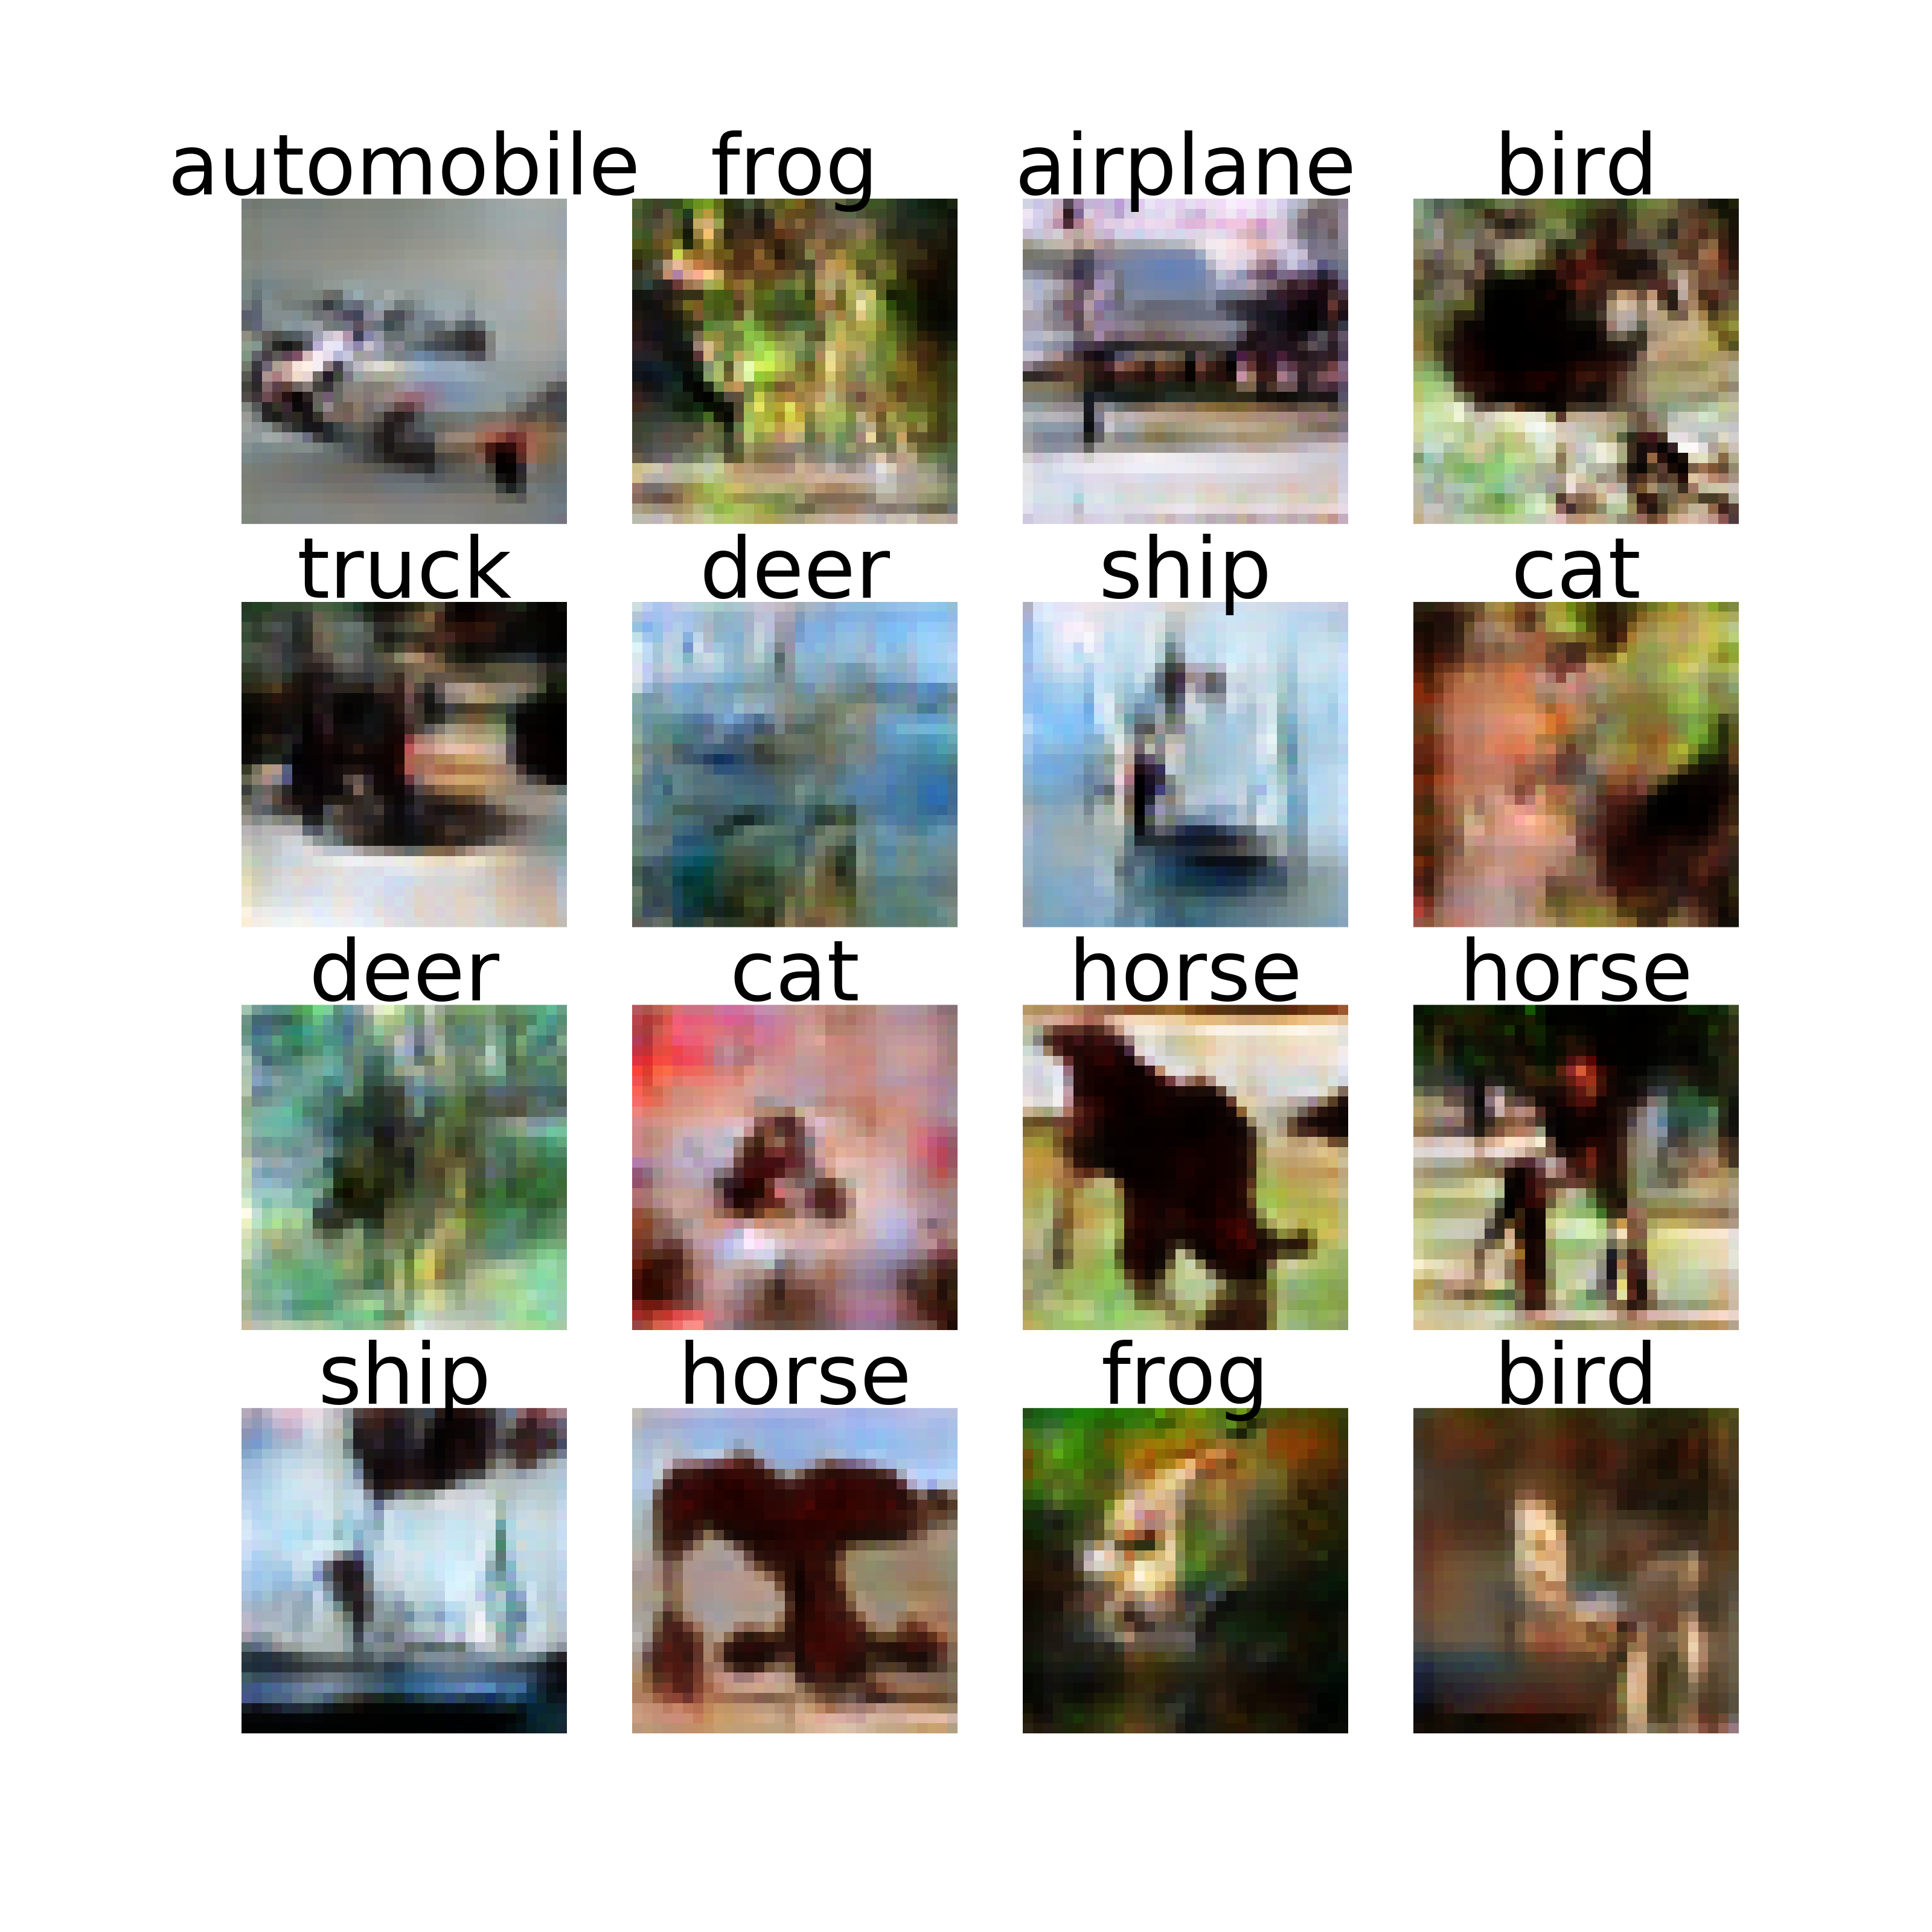 automobile frog airplane bird
truck deer ship cat
deer cat horse horse
ship horse frog bird